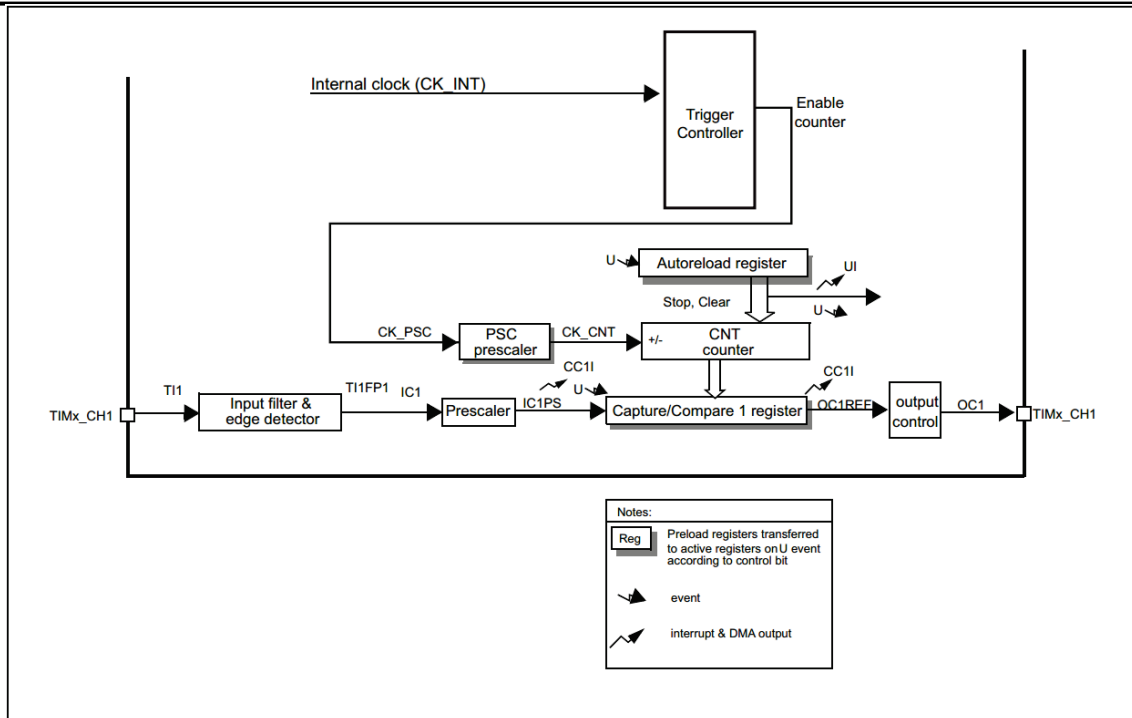 Internal clock (CK_INT)
Trigger
Controller
Enable
counter
U
Autoreload register
UI
Stop, Clear
U
CK_PSC
PSC
prescaler
CK_CNT
+/-
CNT
counter
CC1I
CC1I
TI1
TI1FP1
IC1
U
TIMx_CH1
Input filter &
edge detector
Prescaler
IC1PS
Capture/Compare 1 register
OC1REF
output
control
OC1
TIMx_CH1
Notes:
Reg
Preload registers transferred
to active registers on U event
according to control bit
event
interrupt & DMA output